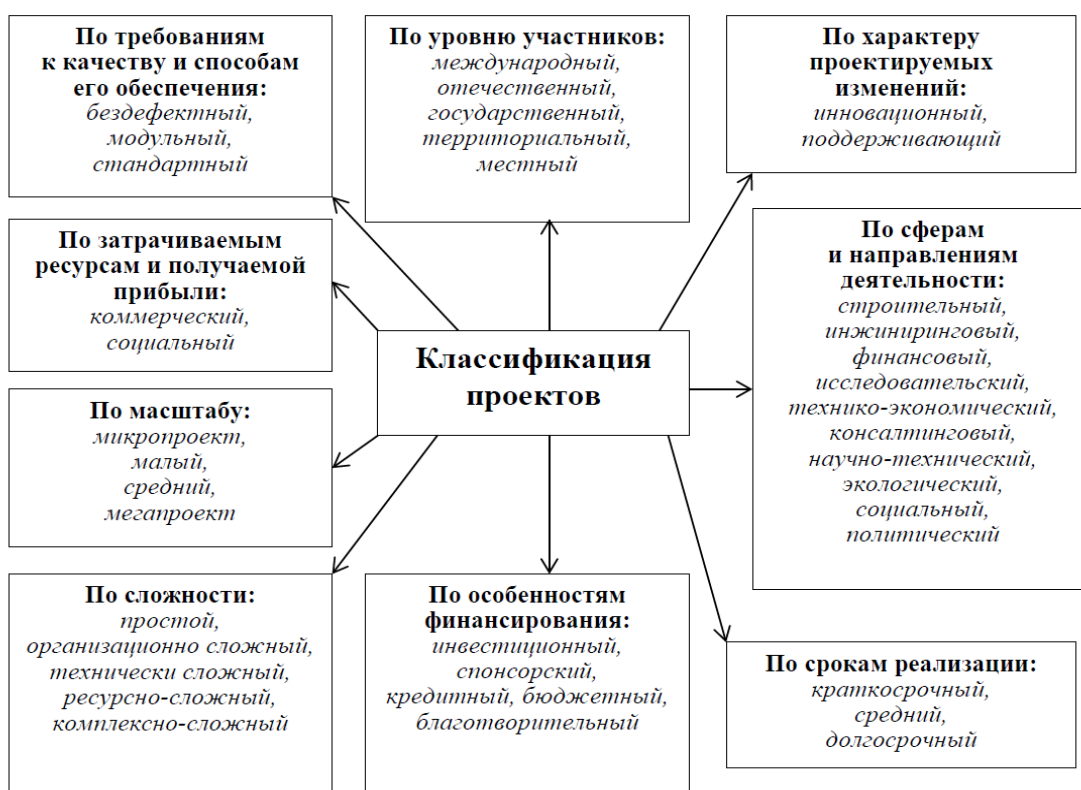 По требованиям
к качеству и способам
его обеспечения:
бездефектный,
модульный,
стандартный
По уровню участников:
международный,
отечественный,
государственный,
территориальный,
местный
По характеру
проектируемых
изменений:
инновационный,
поддерживающий
По затрачиваемым
ресурсам и получаемой
прибыли:
коммерческий,
социальный
По сферам
и направлениям
деятельности:
строительный,
инжиниринговый,
финансовый,
исследовательский,
технико-экономический,
консалтинговый,
научно-технический,
экологический,
социальный,
политический
Классификация
проектов
По масштабу:
микропроект,
малый,
средний,
мегапроект
По сложности:
простой,
организационно сложный,
технически сложный,
ресурсно-сложный,
комплексно-сложный
По особенностям
финансирования:
инвестиционный,
спонсорский,
кредитный, бюджетный,
благотворительный
По срокам реализации:
краткосрочный,
средний,
долгосрочный